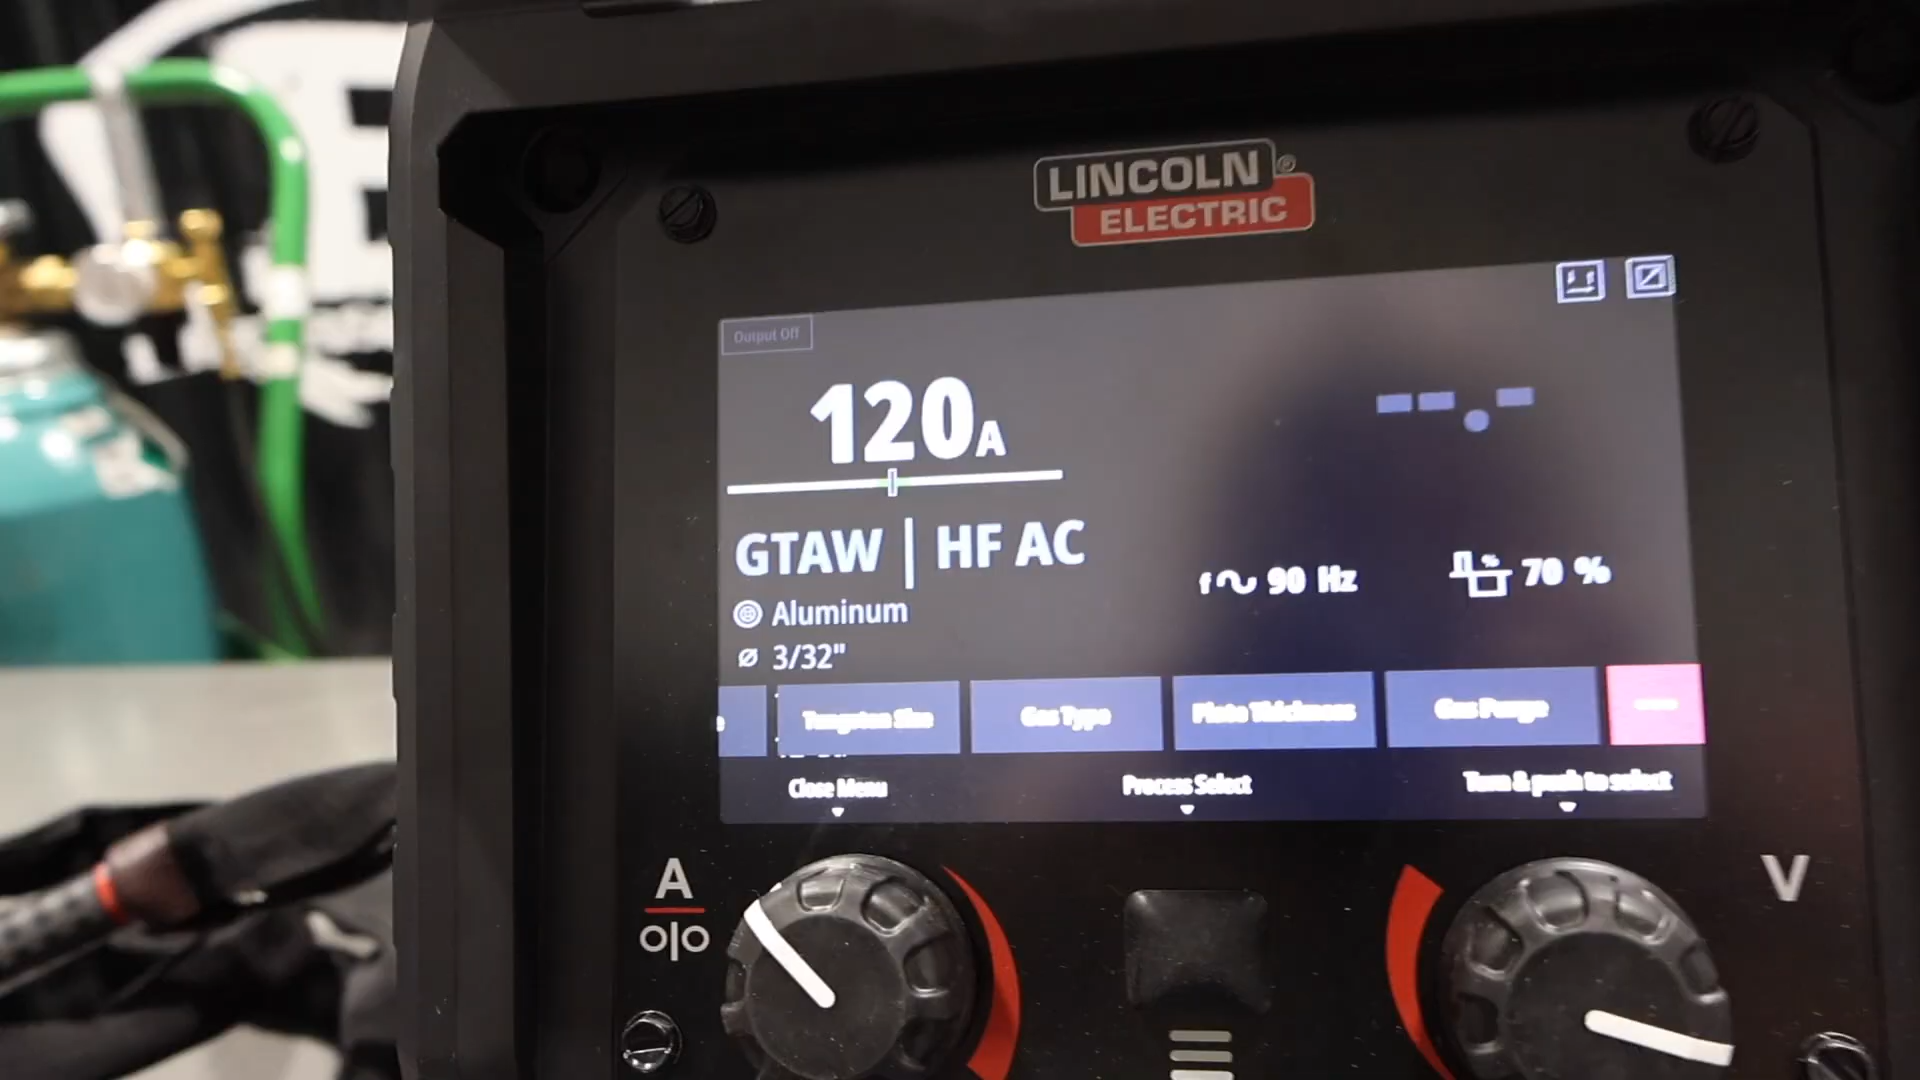 LINCOLN ®
ELECTRIC
Output Off
120A
GTAW | HF AC
Aluminum
3/32"
f 90 Hz
% 70 %
e
Tungsten Size
Gas Type
Plate Thickness
Gas Purge
Close Menu
Process Select
Turn & push to select
A
V